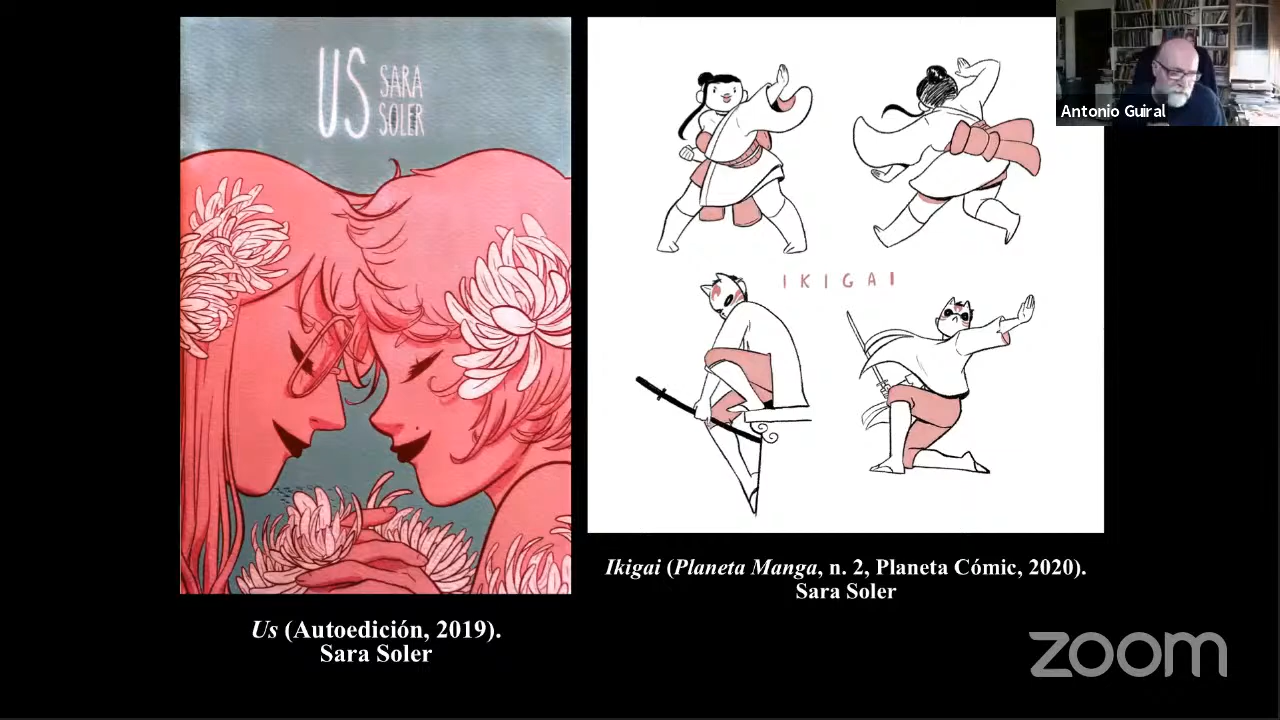 US
SARA
SOLER
Antonio Guiral
IKIGAI
Ikigai (Planeta Manga, n. 2, Planeta Cómic, 2020).
Sara Soler
Us (Autoedición, 2019).
Sara Soler
zoom